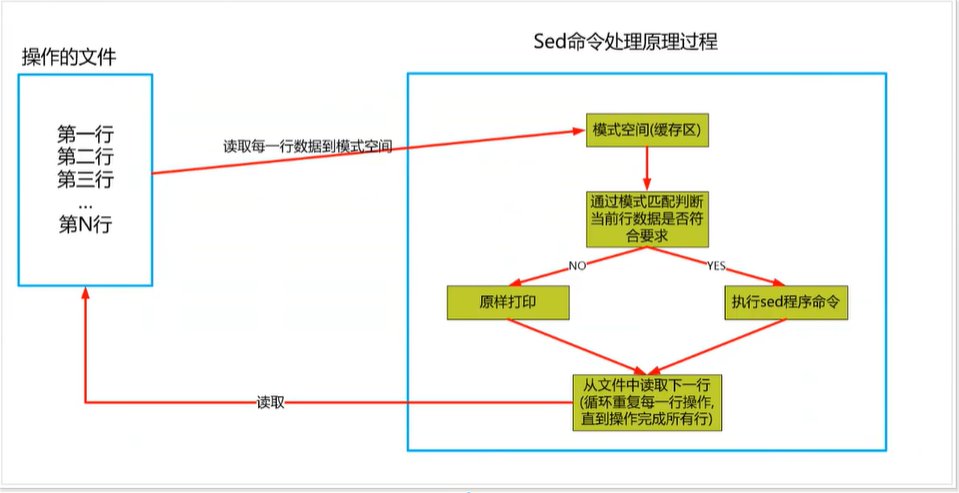 Sed命令处理原理过程
操作的文件
第一行
第二行
第三行
...
第N行
读取每一行数据到模式空间
模式空间(缓存区)
通过模式匹配判断
当前行数据是否符
合要求
NO
YES
原样打印
执行sed程序命令
从文件中读取下一行
(循环重复每一行操作,
直到操作完成所有行)
读取